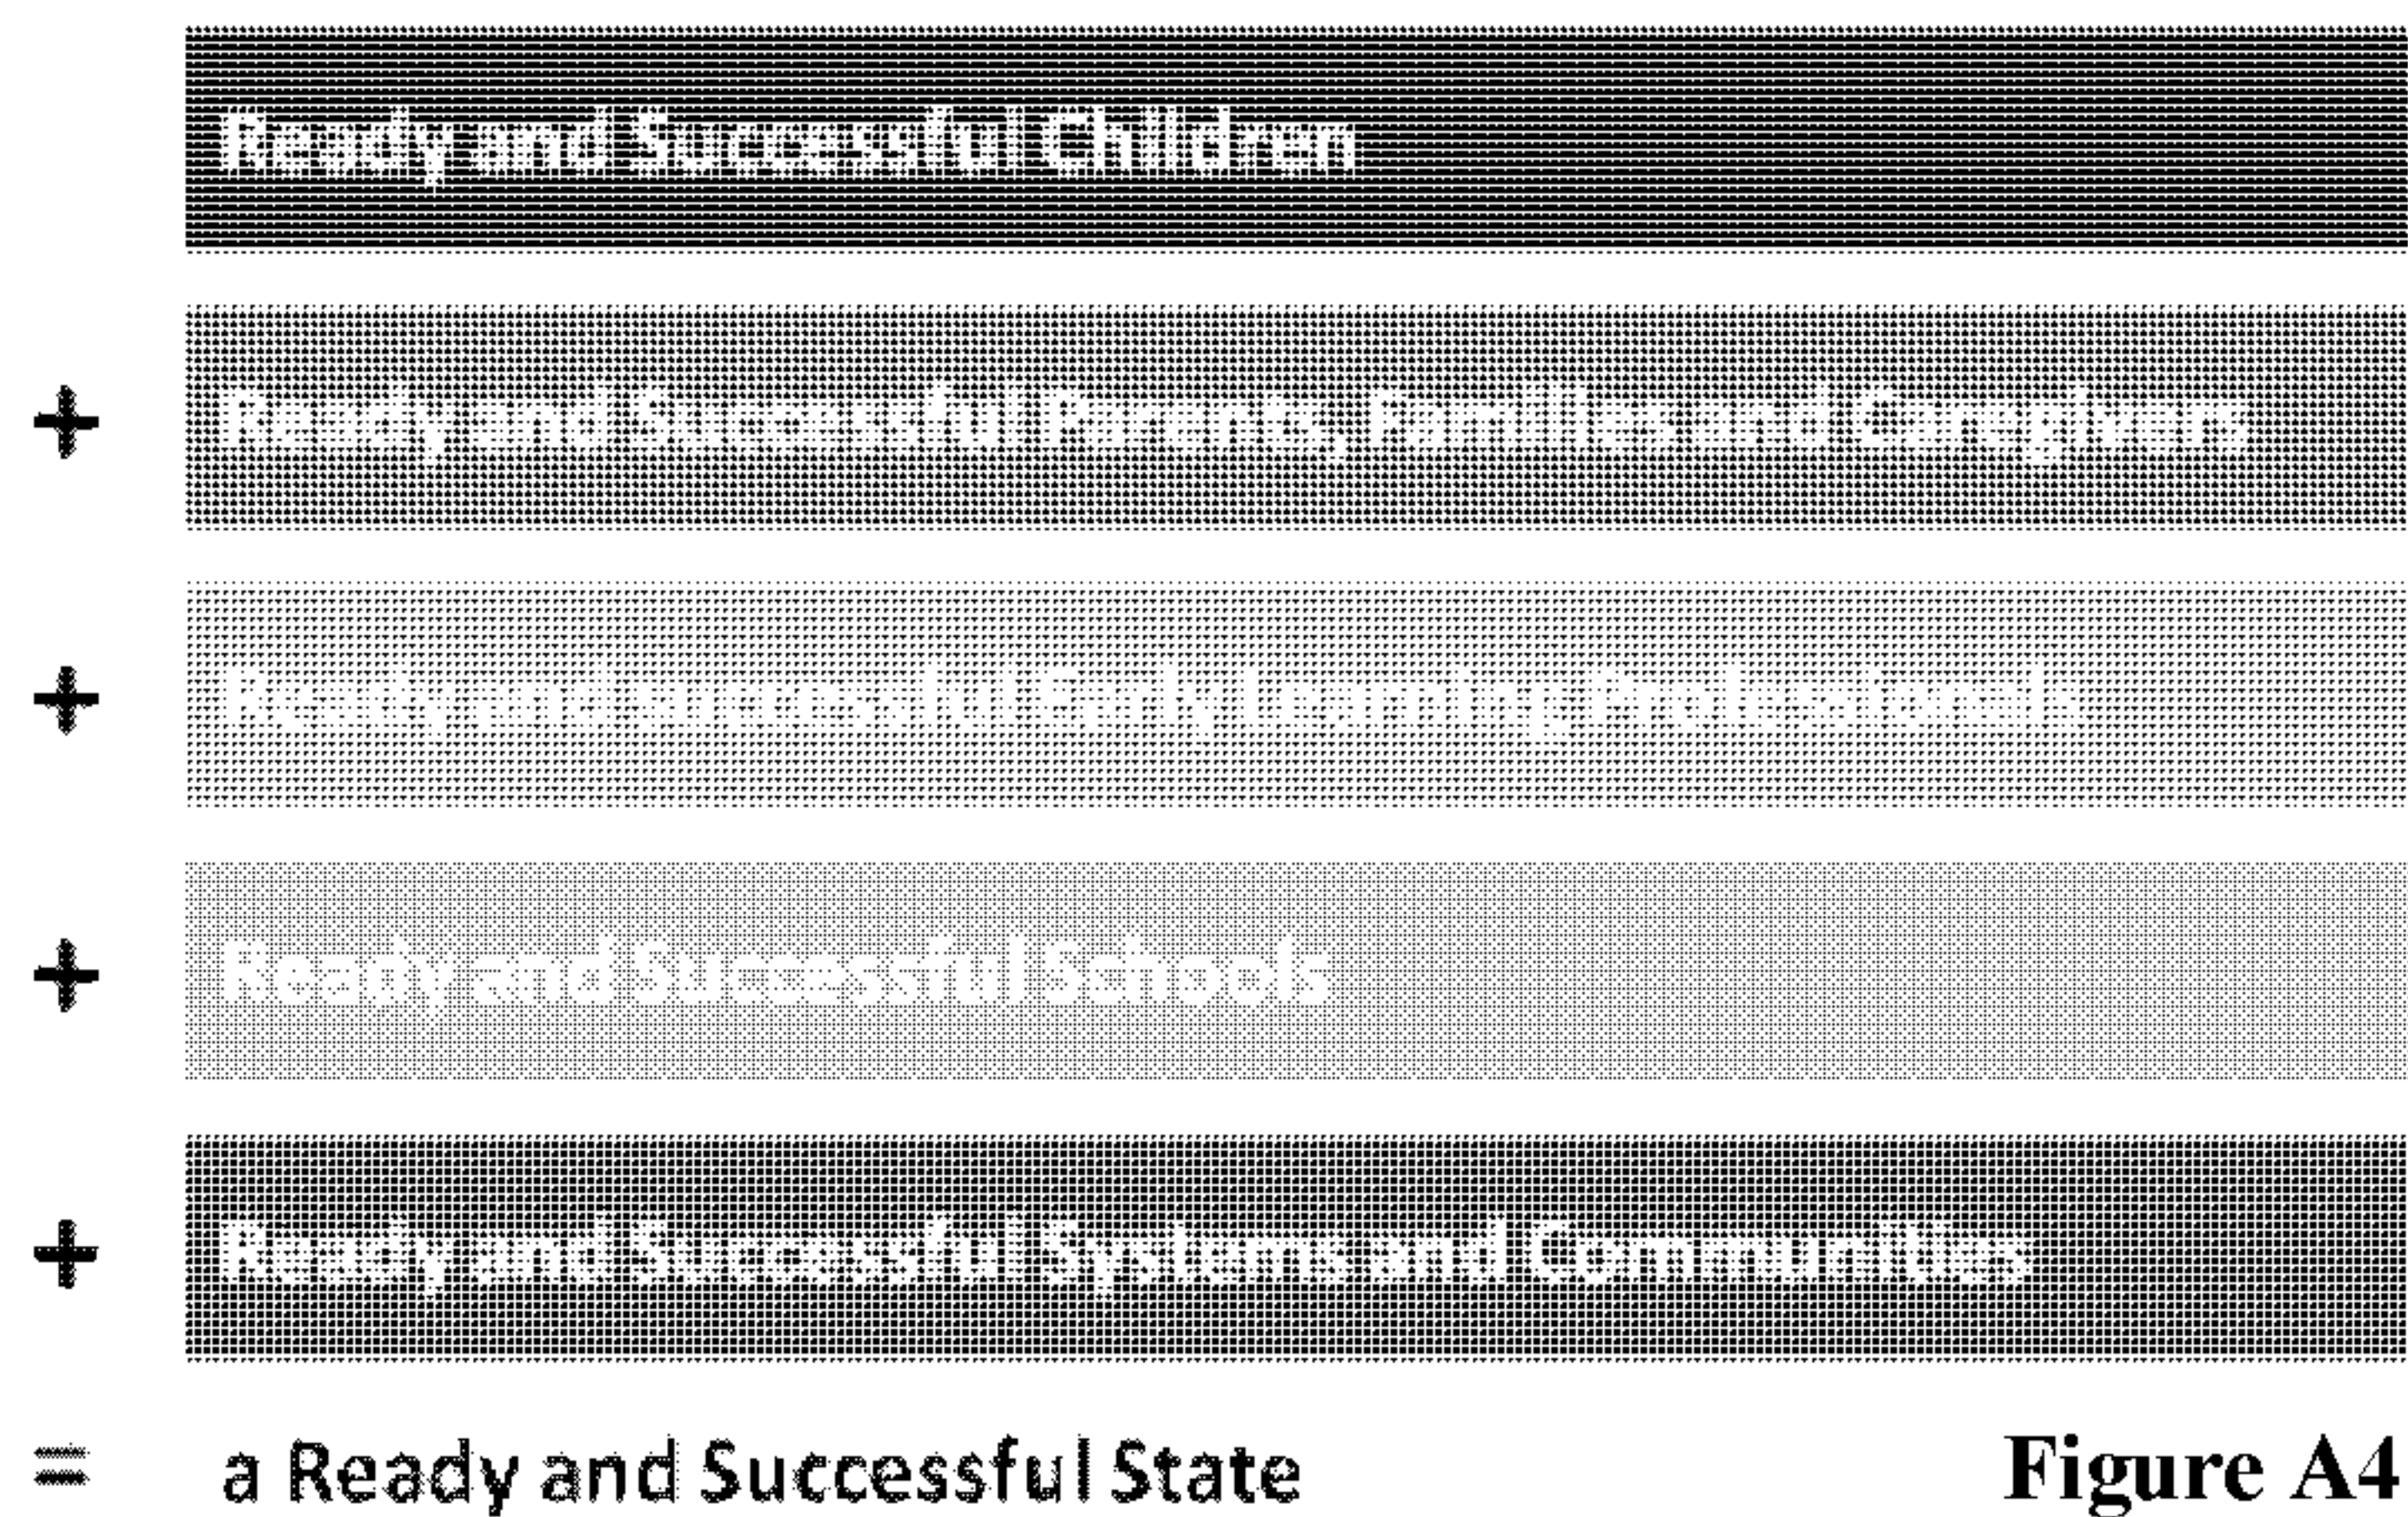 Ready and Successful Children
+ Ready and Successful Parents, Families and Caregivers
+ Ready and successful Early Learning Professionals
+ Ready and Successful Schools
+ Ready and Successful Systems and Communities
= a Ready and Successful State
Figure A4